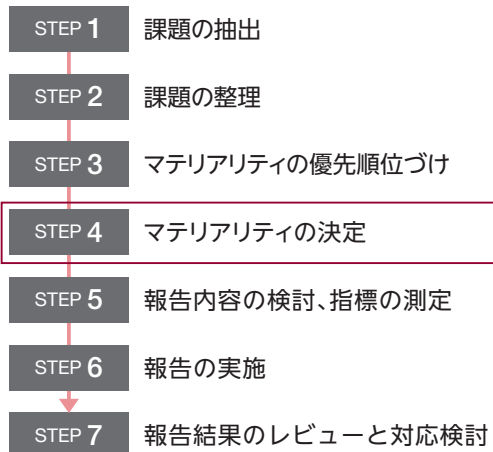 STEP 1 課題の抽出
STEP 2 課題の整理
STEP 3 マテリアリティの優先順位づけ
STEP 4 マテリアリティの決定
STEP 5 報告内容の検討、指標の測定
STEP 6 報告の実施
STEP 7 報告結果のレビューと対応検討